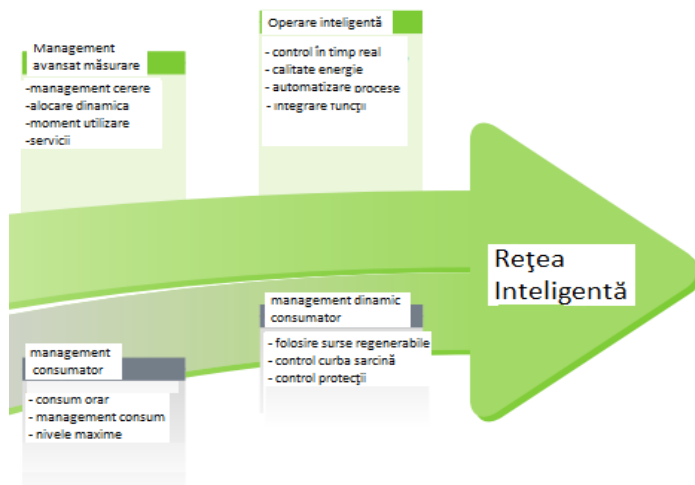 Management
avansat măsurare
-management cerere
-alocare dinamica
-moment utilizare
-servicii
Operare inteligentă
- control în timp real
- calitate energie
- automatizare procese
- integrare funcții
Reţea
Inteligentă
management
consumator
- consum orar
- management consum
- nivele maxime
management dinamic
consumator
- folosire surse regenerabile
- control curba sarcină
- control protecții